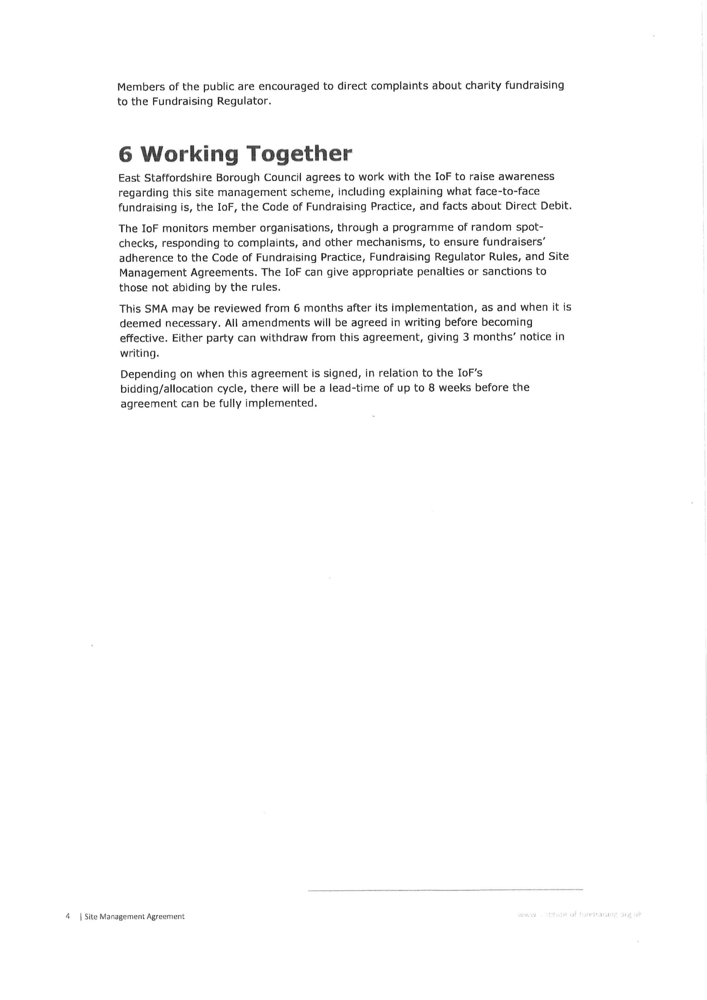 Members of the public are encouraged to direct complaints about charity fundraising
to the Fundraising Regulator.
6 Working Together
East Staffordshire Borough Council agrees to work with the IoF to raise awareness
regarding this site management scheme, including explaining what face-to-face
fundraising is, the IoF, the Code of Fundraising Practice, and facts about Direct Debit.
The IoF monitors member organisations, through a programme of random spot-
checks, responding to complaints, and other mechanisms, to ensure fundraisers'
adherence to the Code of Fundraising Practice, Fundraising Regulator Rules, and Site
Management Agreements. The IoF can give appropriate penalties or sanctions to
those not abiding by the rules.
This SMA may be reviewed from 6 months after its implementation, as and when it is
deemed necessary. All amendments will be agreed in writing before becoming
effective. Either party can withdraw from this agreement, giving 3 months' notice in
writing.
Depending on when this agreement is signed, in relation to the IoF's
bidding/allocation cycle, there will be a lead-time of up to 8 weeks before the
agreement can be fully implemented.
4 | Site Management Agreement